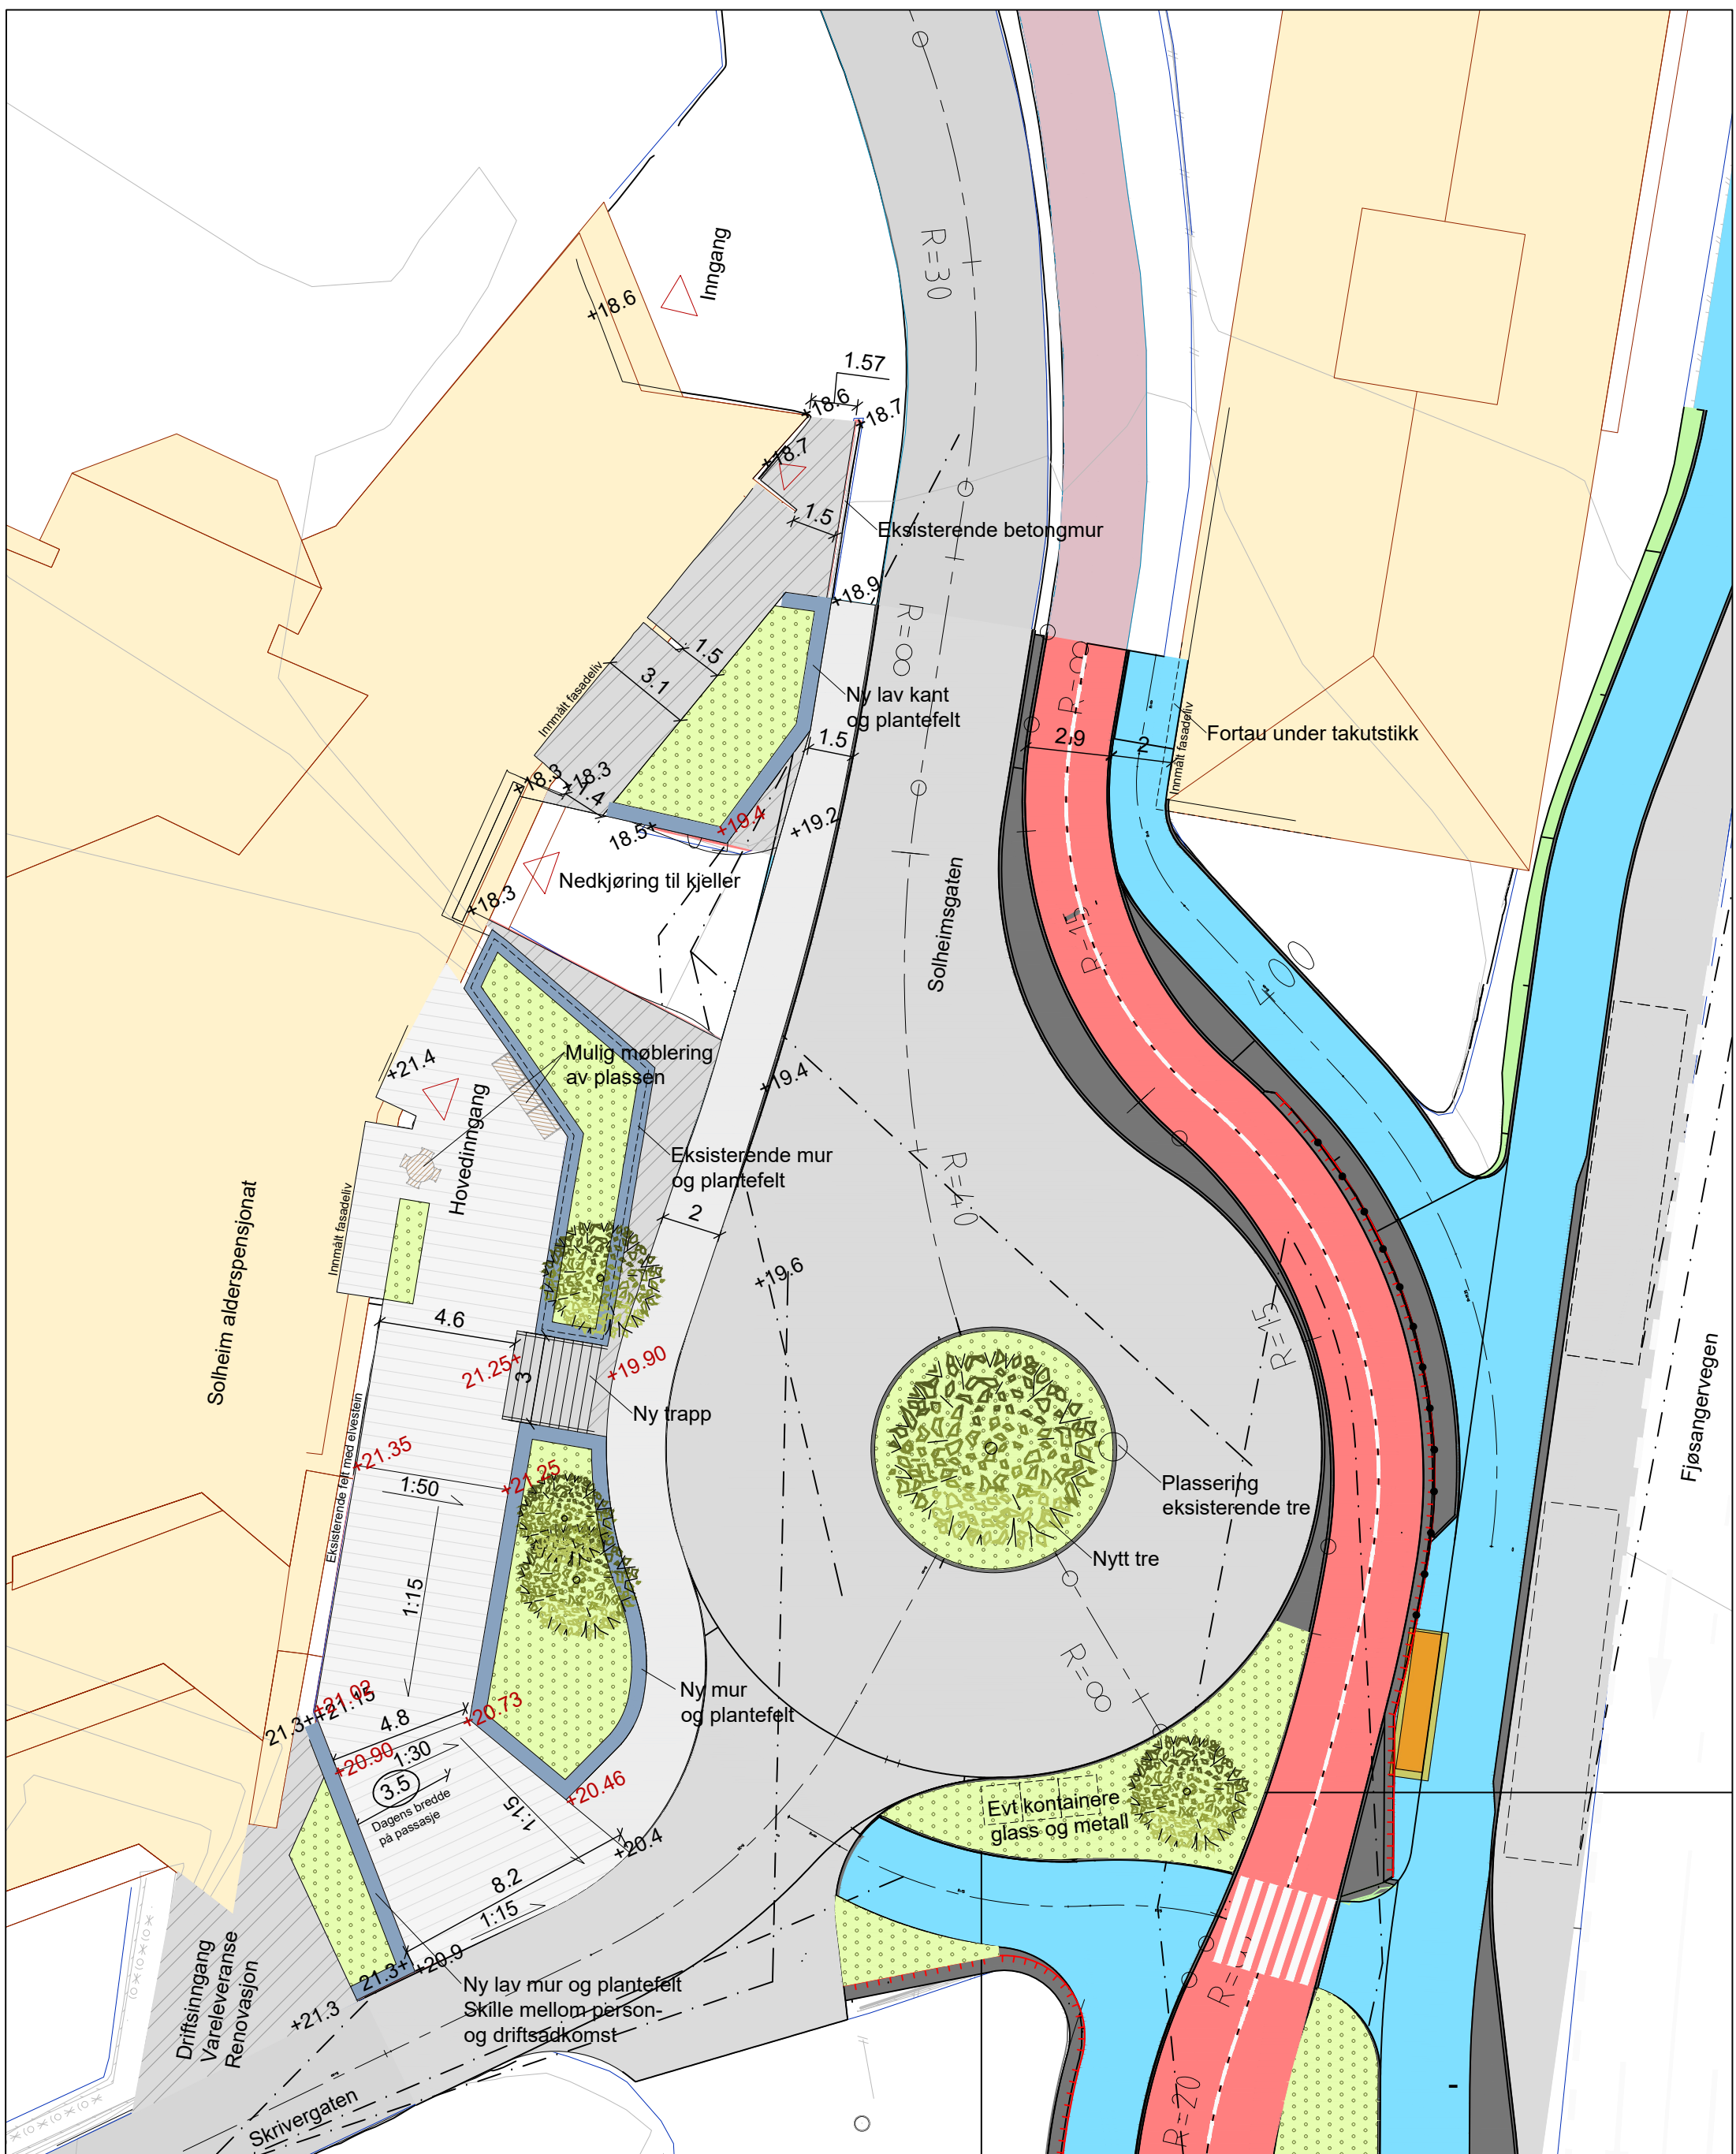 R=30
Inngang
+18.6
1.57
+18.6
+18.7
+18.7
1.5
Eksisterende betongmur
+18.9
R=∞
1.5
3.1
Innmålt fasadeliv
Ny lav kant
og plantefelt
1.5
2.9
2
Innmålt fasadeliv
Fortau under takutstikk
+18.3
+18.3
1.4
18.5+
+19.4
+19.2
Nedkjøring til kjeller
+18.3
Solheimsgaten
R=15
Mulig møblering
av plassen
+21.4
+19.4
Hovedinngang
Eksisterende mur
og plantefelt
R=40
2
Innmålt fasadeliv
Solheim alderspensjonat
+19.6
4.6
R=15
21.25+
3
+19.90
Ny trapp
Fjøsangervegen
Eksisterende felt med elvestein
+21.35
+21.25
1:50
Plassering
eksisterende tre
Nytt tre
1:15
R=∞
Ny mur
og plantefelt
+21.02
21.3+
+21.15
4.8
+20.73
+20.90
1:30
3.5
Dagens bredde
på passasje
+20.46
1:15
Evt kontainere
glass og metall
+20.4
8.2
1:15
21.3+
+20.9
Ny lav mur og plantefelt
Skille mellom person-
og driftsadkomst
Driftsinngang
Vareleveranse
Renovasjon
+21.3
Skrivergaten
R=20